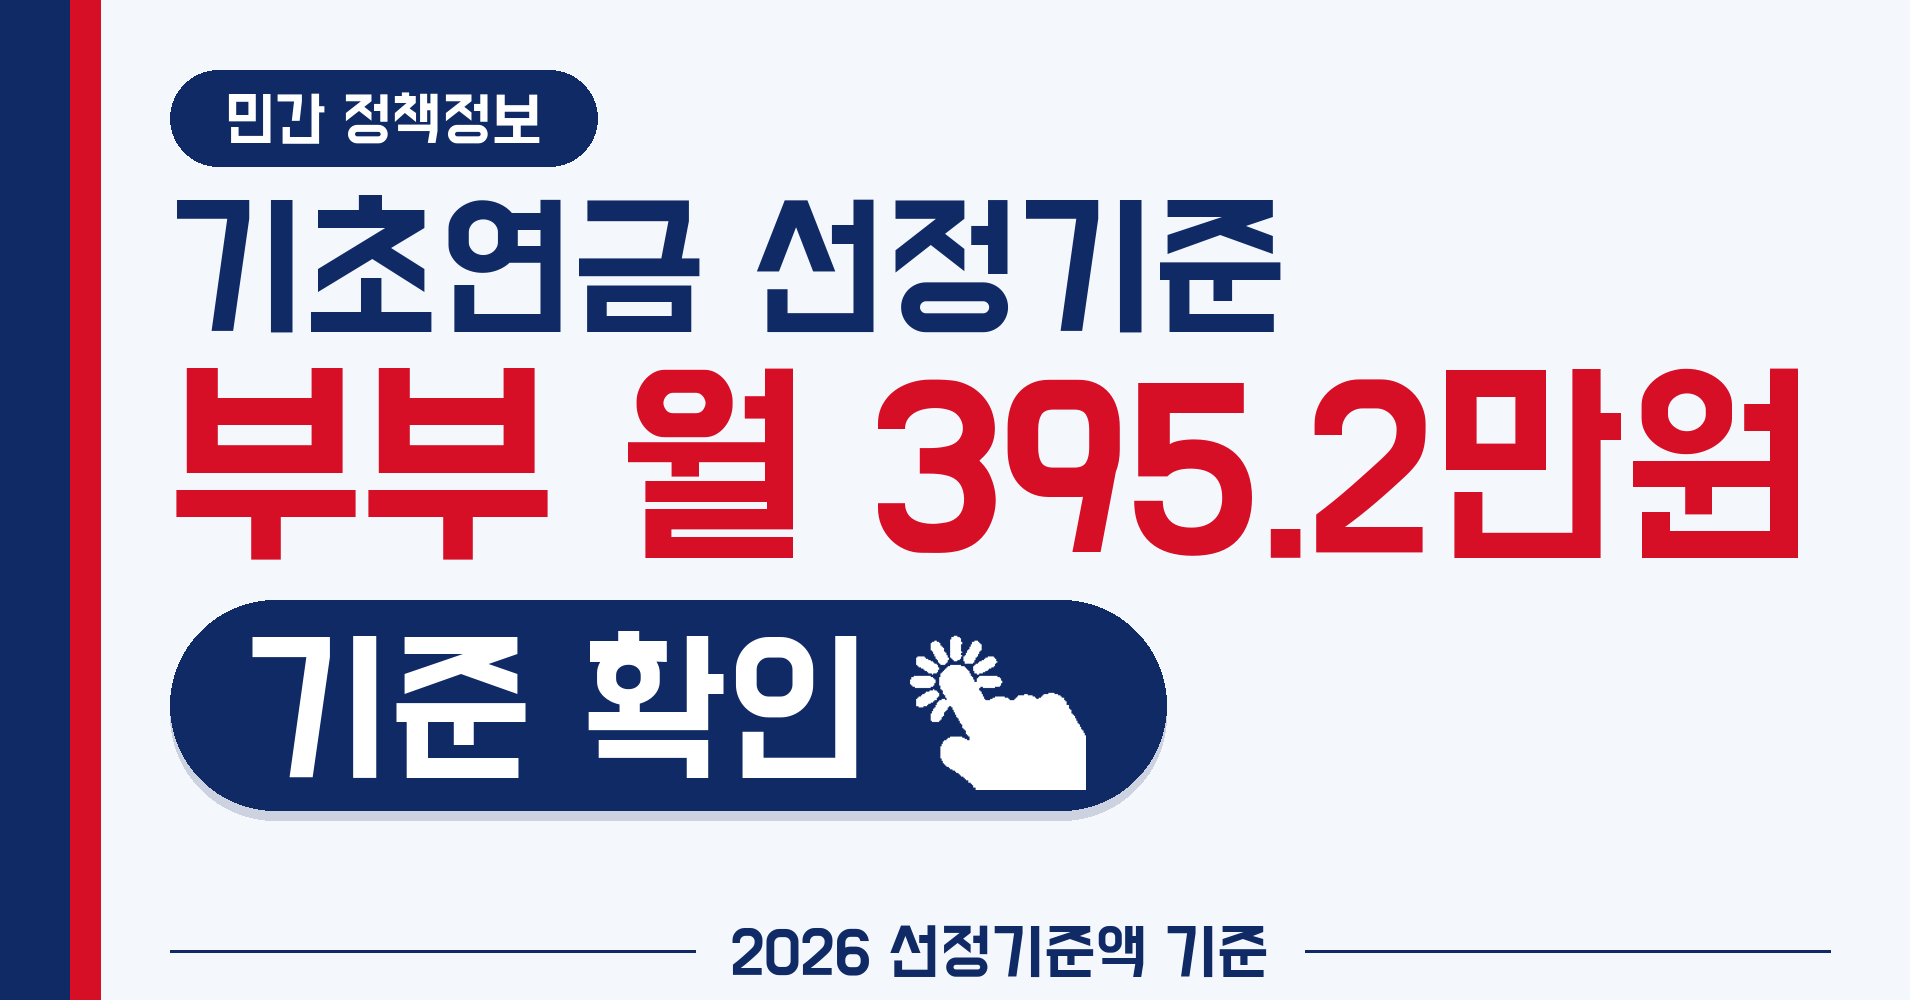 민간 정책정보
기초연금 선정기준
부부 월 395.2만원
기준 확인
2026 선정기준액 기준